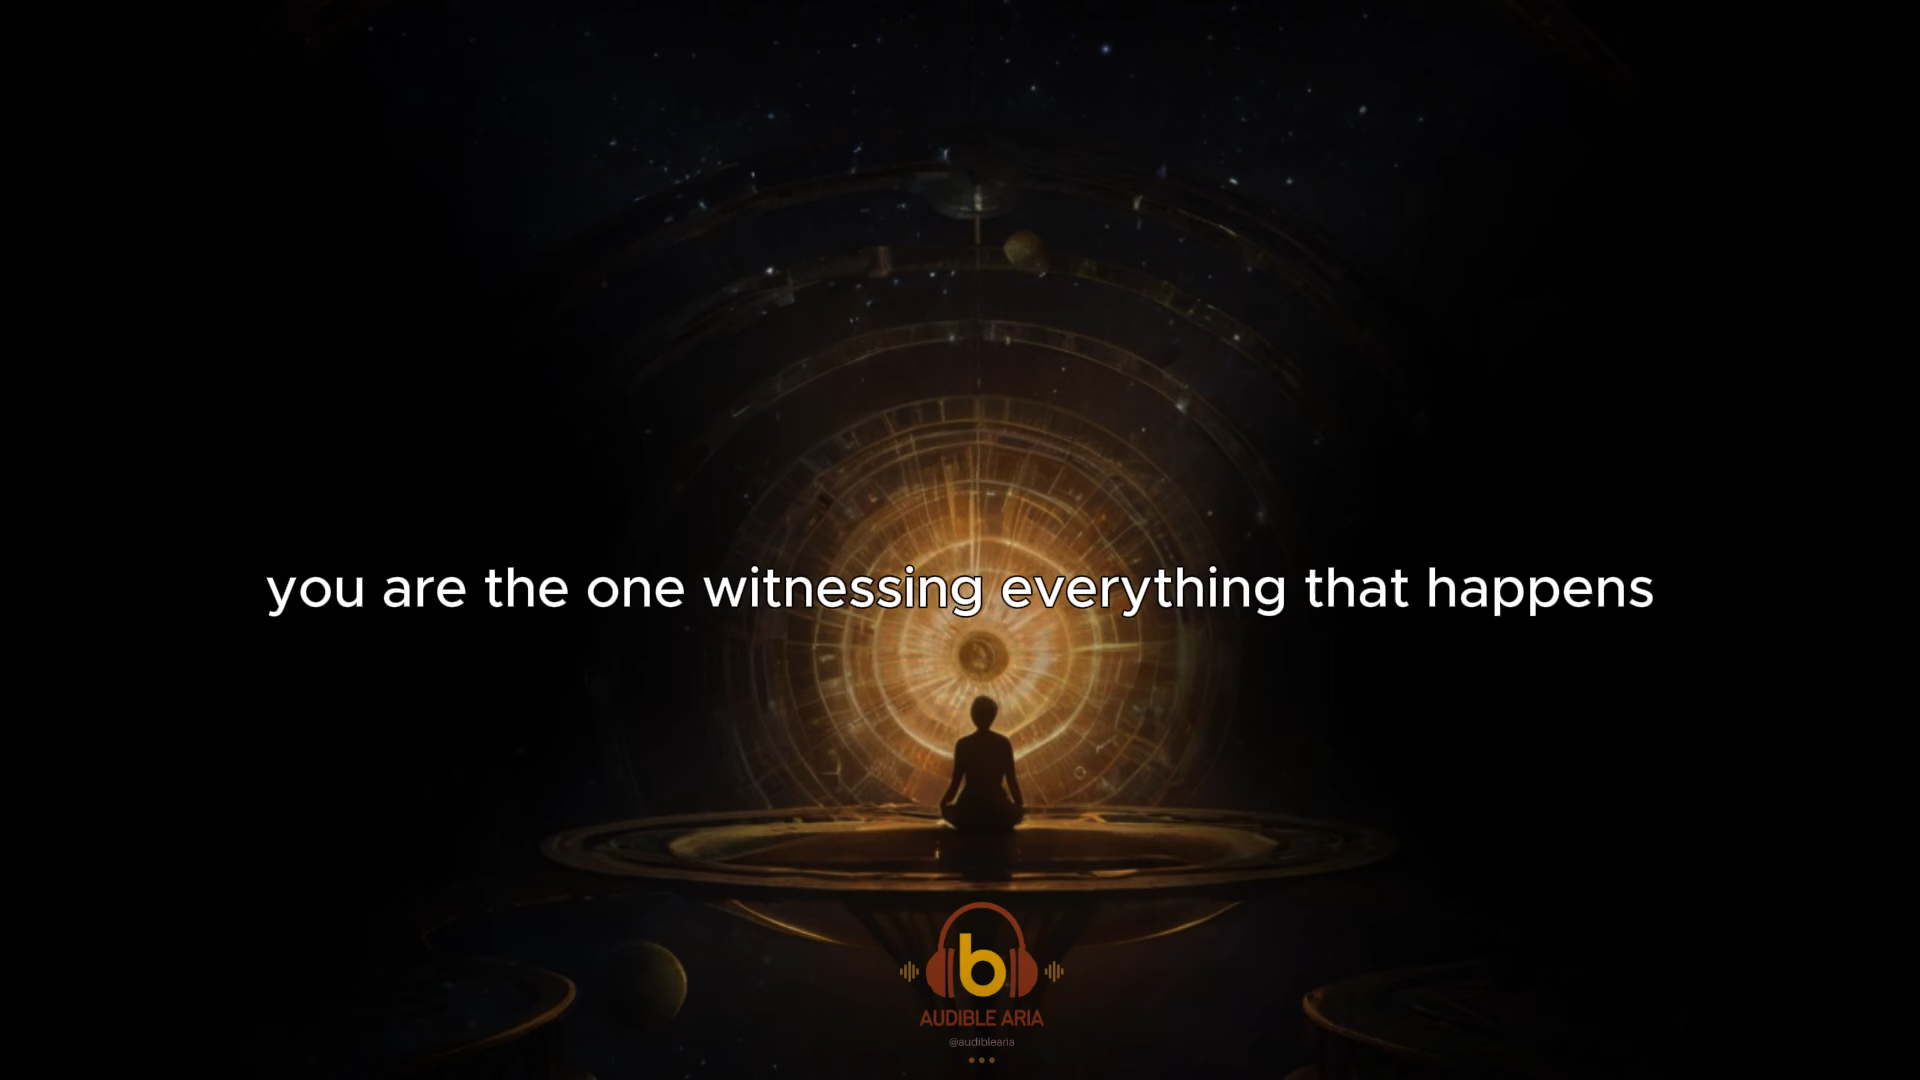 you are the one witnessing everything that happens
b
AUDIBLE ARIA
@audiblearia